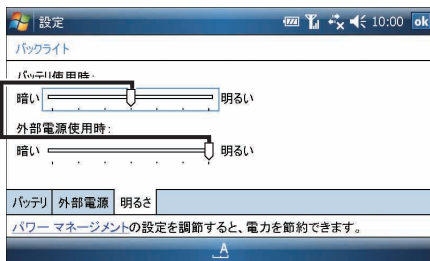 設定 10:00 ok
バックライト
バッテリ使用時:
暗い 明るい
外部電源使用時:
暗い 明るい
バッテリ 外部電源 明るさ
パワー マネージメントの設定を調節すると、電力を節約できます。
A